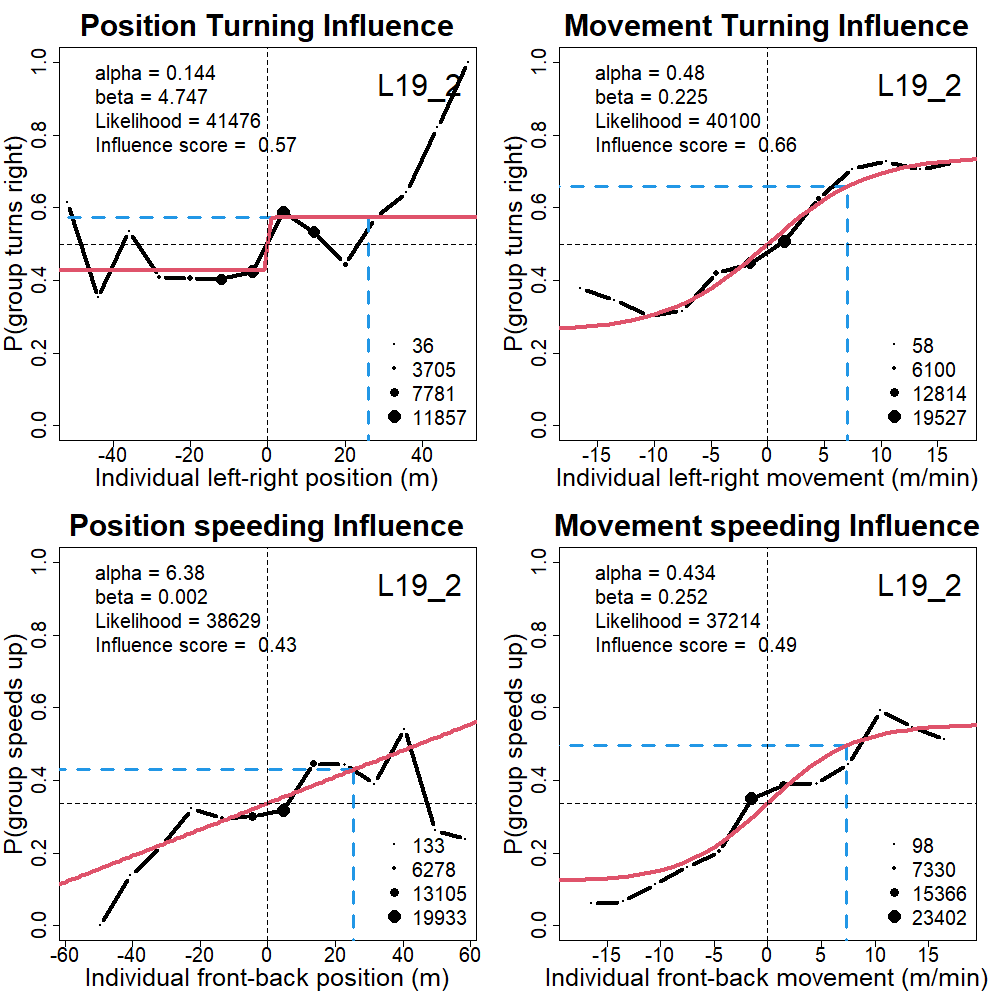 Position Turning Influence
P(group turns right)
1.0
0.8
0.6
0.4
0.2
0.0
alpha = 0.144
beta = 4.747
Likelihood = 41476
Influence score = 0.57
L19_2
36
3705
7781
11857
-40
-20
0
20
40
Individual left-right position (m)
Movement Turning Influence
P(group turns right)
1.0
0.8
0.6
0.4
0.2
0.0
alpha = 0.48
beta = 0.225
Likelihood = 40100
Influence score = 0.66
L19_2
58
6100
12814
19527
-15
-10
-5
0
5
10
15
Individual left-right movement (m/min)
Position speeding Influence
P(group speeds up)
1.0
0.8
0.6
0.4
0.2
0.0
alpha = 6.38
beta = 0.002
Likelihood = 38629
Influence score = 0.43
L19_2
133
6278
13105
19933
-60
-40
-20
0
20
40
60
Individual front-back position (m)
Movement speeding Influence
P(group speeds up)
1.0
0.8
0.6
0.4
0.2
0.0
alpha = 0.434
beta = 0.252
Likelihood = 37214
Influence score = 0.49
L19_2
98
7330
15366
23402
-15
-10
-5
0
5
10
15
Individual front-back movement (m/min)